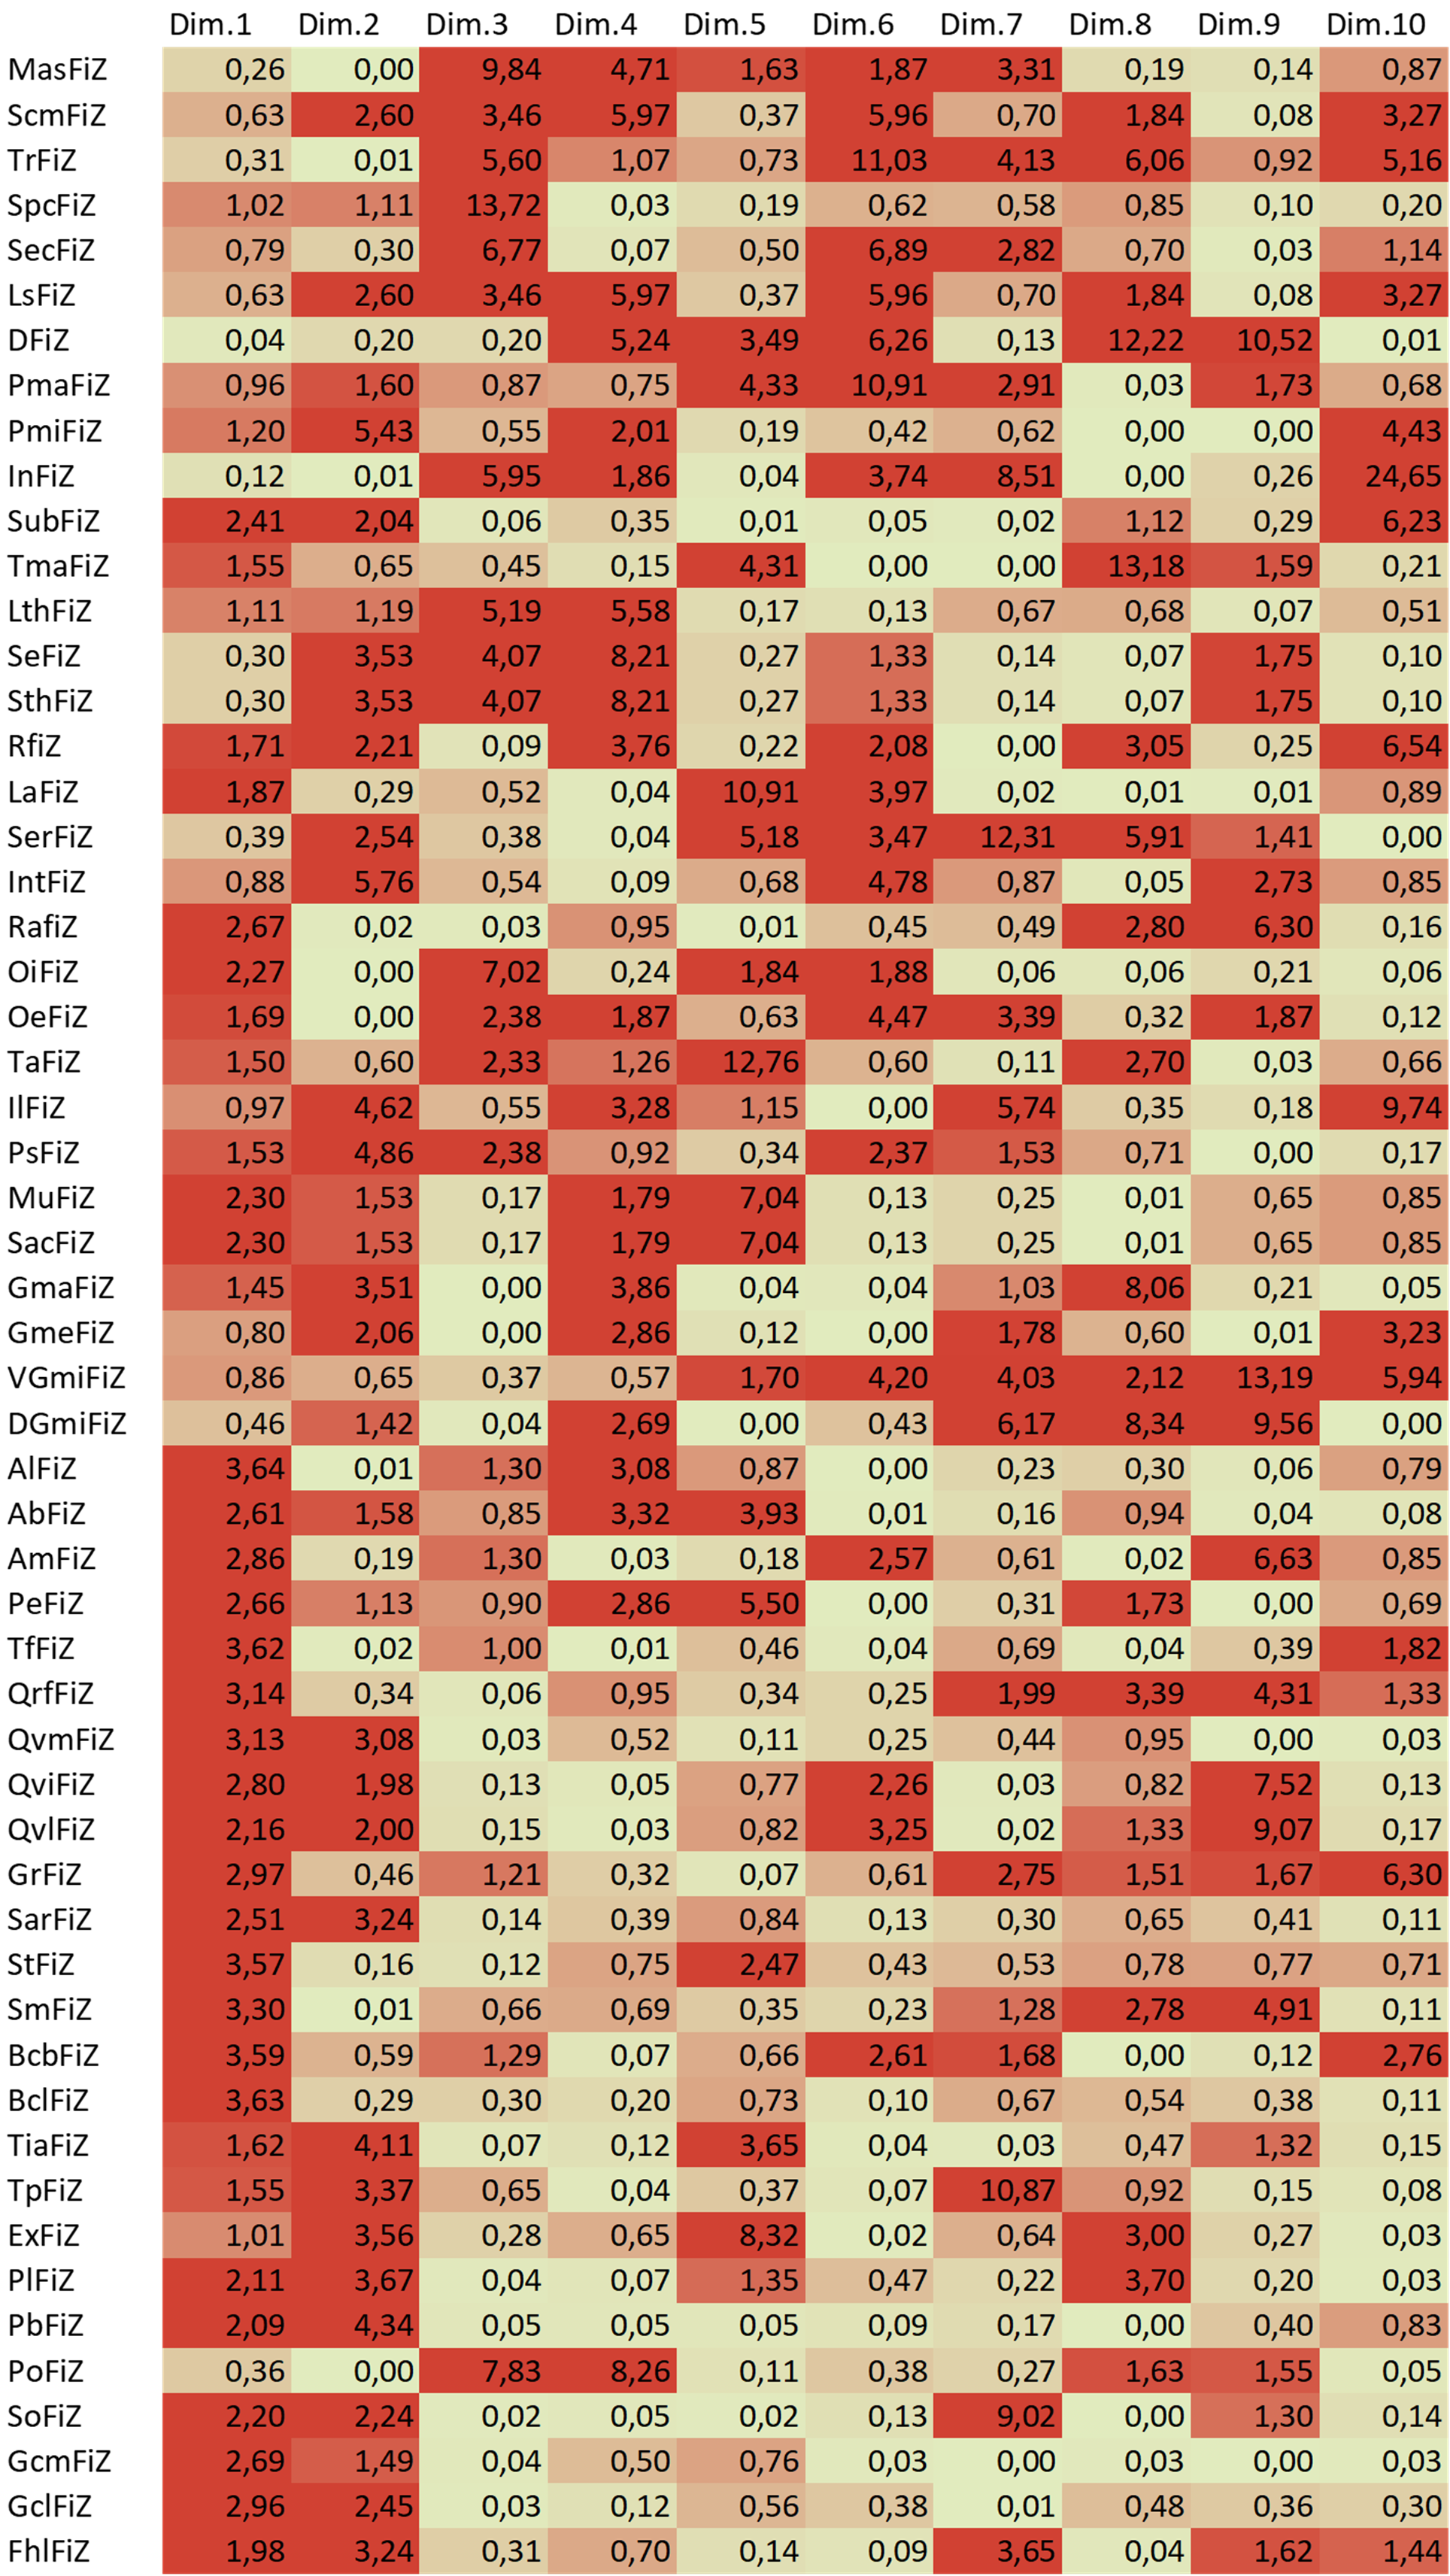 Dim.1 Dim.2 Dim.3 Dim.4 Dim.5 Dim.6 Dim.7 Dim.8 Dim.9 Dim.10
MasFiZ 0,26 0,00 9,84 4,71 1,63 1,87 3,31 0,19 0,14 0,87
ScmFiZ 0,63 2,60 3,46 5,97 0,37 5,96 0,70 1,84 0,08 3,27
TrFiZ 0,31 0,01 5,60 1,07 0,73 11,03 4,13 6,06 0,92 5,16
SpcFiZ 1,02 1,11 13,72 0,03 0,19 0,62 0,58 0,85 0,10 0,20
SecFiZ 0,79 0,30 6,77 0,07 0,50 6,89 2,82 0,70 0,03 1,14
LsFiZ 0,63 2,60 3,46 5,97 0,37 5,96 0,70 1,84 0,08 3,27
DFiZ 0,04 0,20 0,20 5,24 3,49 6,26 0,13 12,22 10,52 0,01
PmaFiZ 0,96 1,60 0,87 0,75 4,33 10,91 2,91 0,03 1,73 0,68
PmiFiZ 1,20 5,43 0,55 2,01 0,19 0,42 0,62 0,00 0,00 4,43
InFiZ 0,12 0,01 5,95 1,86 0,04 3,74 8,51 0,00 0,26 24,65
SubFiZ 2,41 2,04 0,06 0,35 0,01 0,05 0,02 1,12 0,29 6,23
TmaFiZ 1,55 0,65 0,45 0,15 4,31 0,00 0,00 13,18 1,59 0,21
LthFiZ 1,11 1,19 5,19 5,58 0,17 0,13 0,67 0,68 0,07 0,51
SeFiZ 0,30 3,53 4,07 8,21 0,27 1,33 0,14 0,07 1,75 0,10
SthFiZ 0,30 3,53 4,07 8,21 0,27 1,33 0,14 0,07 1,75 0,10
RfiZ 1,71 2,21 0,09 3,76 0,22 2,08 0,00 3,05 0,25 6,54
LaFiZ 1,87 0,29 0,52 0,04 10,91 3,97 0,02 0,01 0,01 0,89
SerFiZ 0,39 2,54 0,38 0,04 5,18 3,47 12,31 5,91 1,41 0,00
IntFiZ 0,88 5,76 0,54 0,09 0,68 4,78 0,87 0,05 2,73 0,85
RafiZ 2,67 0,02 0,03 0,95 0,01 0,45 0,49 2,80 6,30 0,16
OiFiZ 2,27 0,00 7,02 0,24 1,84 1,88 0,06 0,06 0,21 0,06
OeFiZ 1,69 0,00 2,38 1,87 0,63 4,47 3,39 0,32 1,87 0,12
TaFiZ 1,50 0,60 2,33 1,26 12,76 0,60 0,11 2,70 0,03 0,66
IlFiZ 0,97 4,62 0,55 3,28 1,15 0,00 5,74 0,35 0,18 9,74
PsFiZ 1,53 4,86 2,38 0,92 0,34 2,37 1,53 0,71 0,00 0,17
MuFiZ 2,30 1,53 0,17 1,79 7,04 0,13 0,25 0,01 0,65 0,85
SacFiZ 2,30 1,53 0,17 1,79 7,04 0,13 0,25 0,01 0,65 0,85
GmaFiZ 1,45 3,51 0,00 3,86 0,04 0,04 1,03 8,06 0,21 0,05
GmeFiZ 0,80 2,06 0,00 2,86 0,12 0,00 1,78 0,60 0,01 3,23
VGmiFiZ 0,86 0,65 0,37 0,57 1,70 4,20 4,03 2,12 13,19 5,94
DGmiFiZ 0,46 1,42 0,04 2,69 0,00 0,43 6,17 8,34 9,56 0,00
AlFiZ 3,64 0,01 1,30 3,08 0,87 0,00 0,23 0,30 0,06 0,79
AbFiZ 2,61 1,58 0,85 3,32 3,93 0,01 0,16 0,94 0,04 0,08
AmFiZ 2,86 0,19 1,30 0,03 0,18 2,57 0,61 0,02 6,63 0,85
PeFiZ 2,66 1,13 0,90 2,86 5,50 0,00 0,31 1,73 0,00 0,69
TfFiZ 3,62 0,02 1,00 0,01 0,46 0,04 0,69 0,04 0,39 1,82
QrfFiZ 3,14 0,34 0,06 0,95 0,34 0,25 1,99 3,39 4,31 1,33
QvmFiZ 3,13 3,08 0,03 0,52 0,11 0,25 0,44 0,95 0,00 0,03
QviFiZ 2,80 1,98 0,13 0,05 0,77 2,26 0,03 0,82 7,52 0,13
QvlFiZ 2,16 2,00 0,15 0,03 0,82 3,25 0,02 1,33 9,07 0,17
GrFiZ 2,97 0,46 1,21 0,32 0,07 0,61 2,75 1,51 1,67 6,30
SarFiZ 2,51 3,24 0,14 0,39 0,84 0,13 0,30 0,65 0,41 0,11
StFiZ 3,57 0,16 0,12 0,75 2,47 0,43 0,53 0,78 0,77 0,71
SmFiZ 3,30 0,01 0,66 0,69 0,35 0,23 1,28 2,78 4,91 0,11
BcbFiZ 3,59 0,59 1,29 0,07 0,66 2,61 1,68 0,00 0,12 2,76
BclFiZ 3,63 0,29 0,30 0,20 0,73 0,10 0,67 0,54 0,38 0,11
TiaFiZ 1,62 4,11 0,07 0,12 3,65 0,04 0,03 0,47 1,32 0,15
TpFiZ 1,55 3,37 0,65 0,04 0,37 0,07 10,87 0,92 0,15 0,08
ExFiZ 1,01 3,56 0,28 0,65 8,32 0,02 0,64 3,00 0,27 0,03
PlFiZ 2,11 3,67 0,04 0,07 1,35 0,47 0,22 3,70 0,20 0,03
PbFiZ 2,09 4,34 0,05 0,05 0,05 0,09 0,17 0,00 0,40 0,83
PoFiZ 0,36 0,00 7,83 8,26 0,11 0,38 0,27 1,63 1,55 0,05
SoFiZ 2,20 2,24 0,02 0,05 0,02 0,13 9,02 0,00 1,30 0,14
GcmFiZ 2,69 1,49 0,04 0,50 0,76 0,03 0,00 0,03 0,00 0,03
GclFiZ 2,96 2,45 0,03 0,12 0,56 0,38 0,01 0,48 0,36 0,30
FhlFiZ 1,98 3,24 0,31 0,70 0,14 0,09 3,65 0,04 1,62 1,44